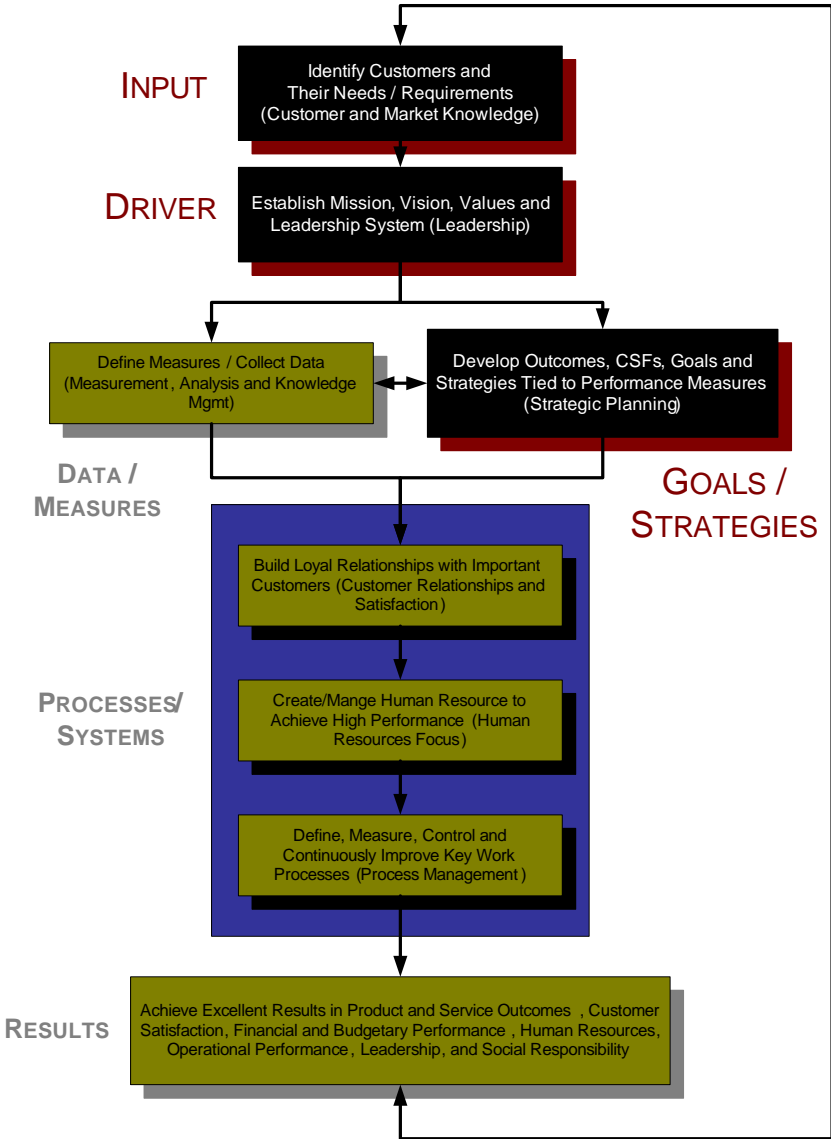 INPUT
Identify Customers and
Their Needs / Requirements
(Customer and Market Knowledge)
DRIVER
Establish Mission, Vision, Values and
Leadership System (Leadership)
Define Measures / Collect Data
(Measurement, Analysis and Knowledge
Mgmt)
Develop Outcomes, CSFs, Goals and
Strategies Tied to Performance Measures
(Strategic Planning)
DATA /
MEASURES
GOALS /
STRATEGIES
Build Loyal Relationships with Important
Customers (Customer Relationships and
Satisfaction)
PROCESSES/
SYSTEMS
Create/Mange Human Resource to
Achieve High Performance (Human
Resources Focus)
Define, Measure, Control and
Continuously Improve Key Work
Processes (Process Management)
RESULTS
Achieve Excellent Results in Product and Service Outcomes, Customer
Satisfaction, Financial and Budgetary Performance, Human Resources,
Operational Performance, Leadership, and Social Responsibility